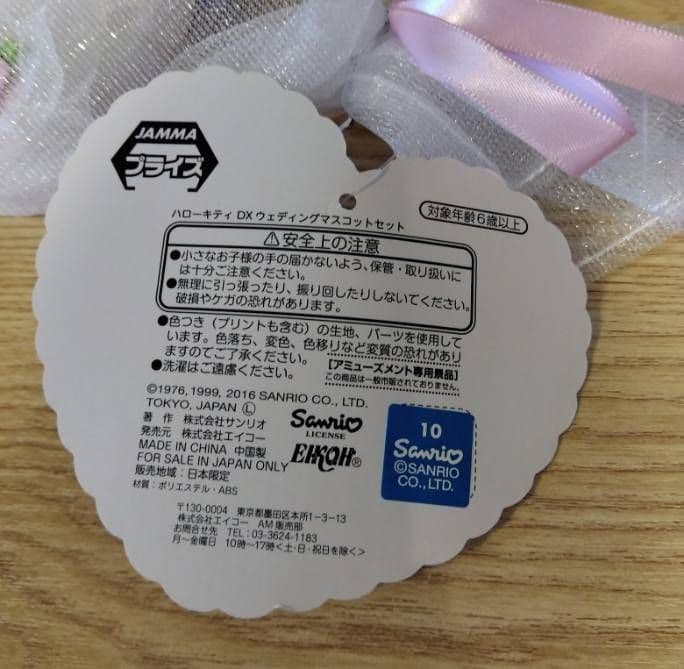 JAMMA
プライズ
ハローキティ DX ウェディングマスコットセット
対象年齢6歳以上
⚠安全上の注意
●小さなお子様の手の届かないよう、保管・取り扱いに
は十分ご注意ください。
●無理に引っ張ったり、振り回したりしないでください。
破損やケガの恐れがあります。
●色つき(プリントも含む)の生地、パーツを使用して
います。色落ち、変色、色移りなど変質の恐れがあり
ますのでご了承ください。
●洗濯はご遠慮ください。
【アミューズメント専用景品】
この商品は一般市販されておりません。
©1976, 1999, 2016 SANRIO CO., LTD.
TOKYO, JAPAN Ⓛ
著 作 株式会社サンリオ
発売元 株式会社エイコー
MADE IN CHINA 中国製
FOR SALE IN JAPAN ONLY
販売地域：日本限定
材質：ポリエステル・ABS
Sanrio
LICENSE
EIKOH®
10
Sanrio
©SANRIO
CO., LTD.
〒130-0004 東京都墨田区本所1-3-13
株式会社エイコー AM販売部
お問合せ先 TEL：03-3624-1183
月～金曜日 10時～17時<土・日・祝日を除く>